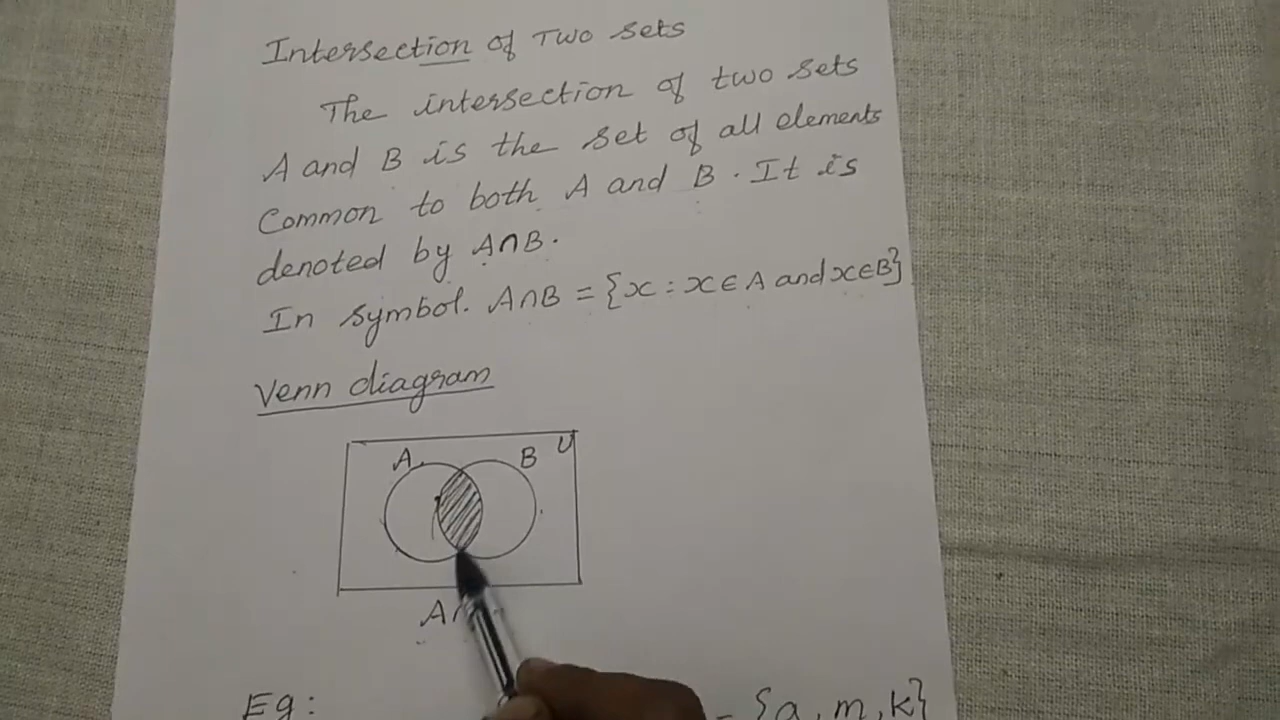 Intersection of Two sets
The intersection of two sets
A and B is the set of all elements
Common to both A and B. It is
denoted by A∩B.
In symbol. A∩B = {x : x ∈ A and x ∈ B}
Venn diagram
A B U
A
Eg: = {a, m, k}